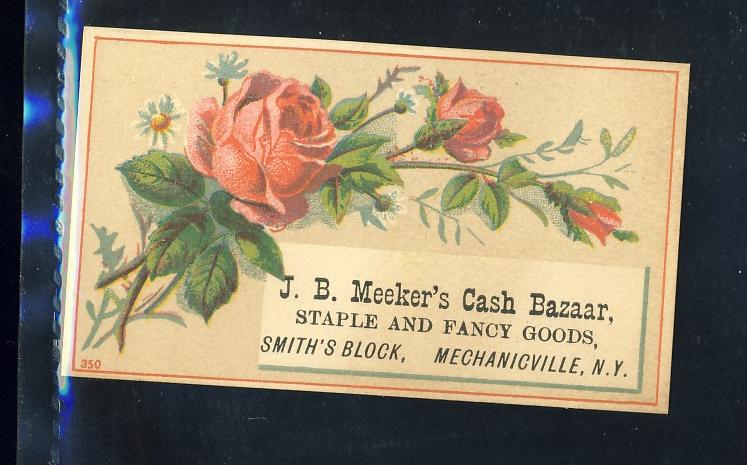 J. B. Meeker's Cash Bazaar,
STAPLE AND FANCY GOODS,
SMITH'S BLOCK, MECHANICVILLE, N.Y.
350